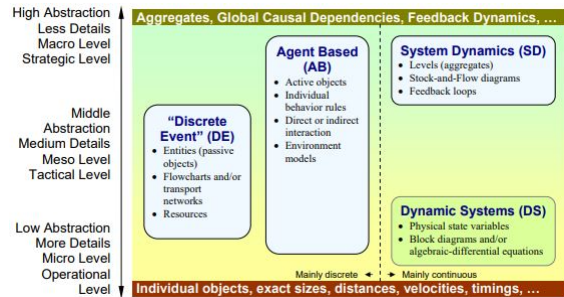 High Abstraction
Less Details
Macro Level
Strategic Level
Middle
Abstraction
Medium Details
Meso Level
Tactical Level
Low Abstraction
More Details
Micro Level
Operational
Level
Aggregates, Global Causal Dependencies, Feedback Dynamics, …
"Discrete
Event" (DE)
• Entities (passive
objects)
• Flowcharts and/or
transport
networks
• Resources
Agent Based
(AB)
• Active objects
• Individual
behavior rules
• Direct or indirect
interaction
• Environment
models
System Dynamics (SD)
• Levels (aggregates)
• Stock-and-Flow diagrams
• Feedback loops
Dynamic Systems (DS)
• Physical state variables
• Block diagrams and/or
algebraic-differential equations
Mainly discrete
Mainly continuous
Individual objects, exact sizes, distances, velocities, timings, …